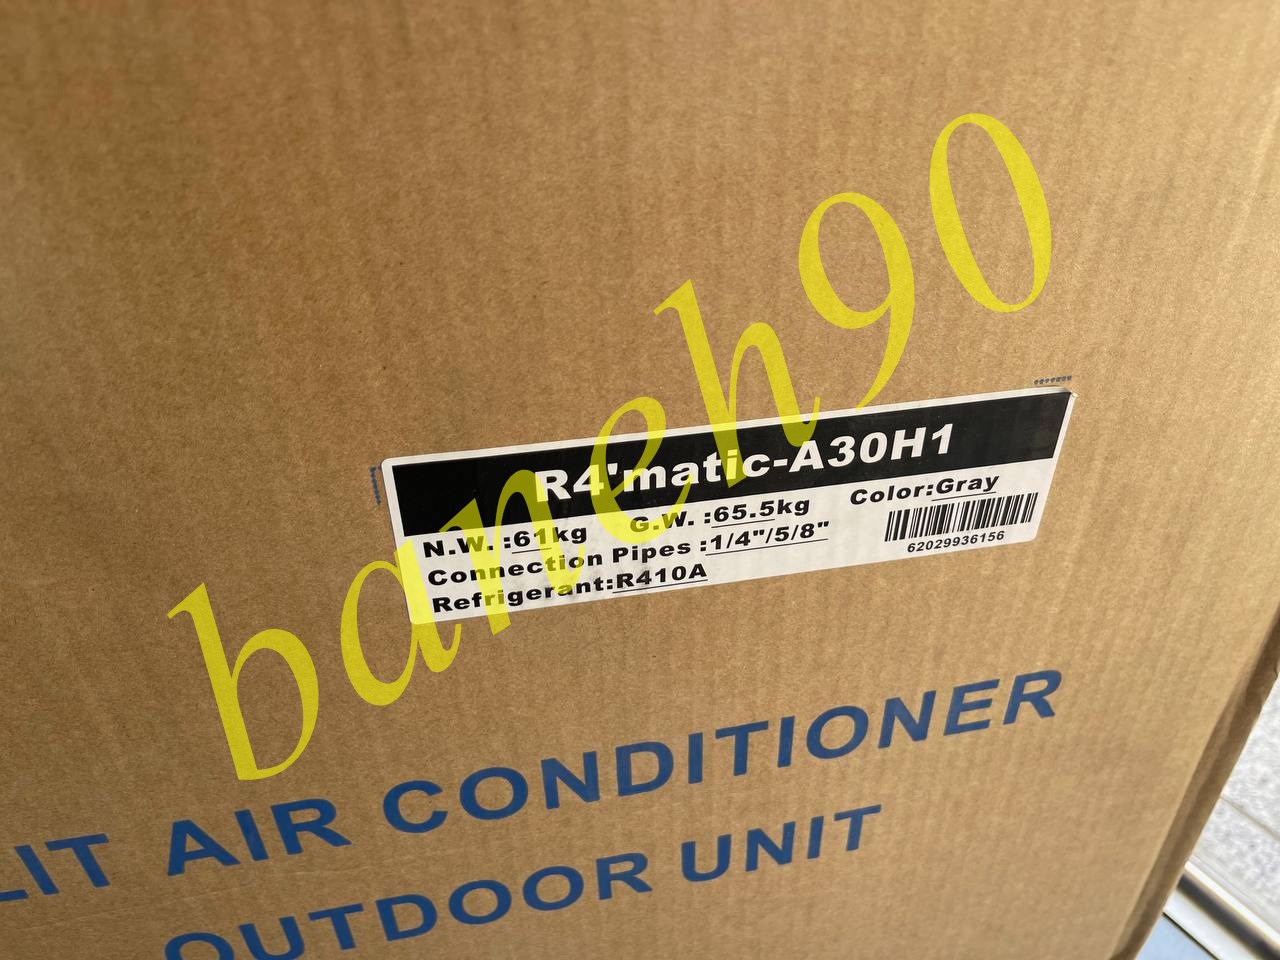 baneh90
R4'matic-A30H1
N.W. :61kg G.W. :65.5kg Color:Gray
Connection Pipes :1/4"/5/8"
Refrigerant:R410A
62029936156
LIT AIR CONDITIONER
OUTDOOR UNIT